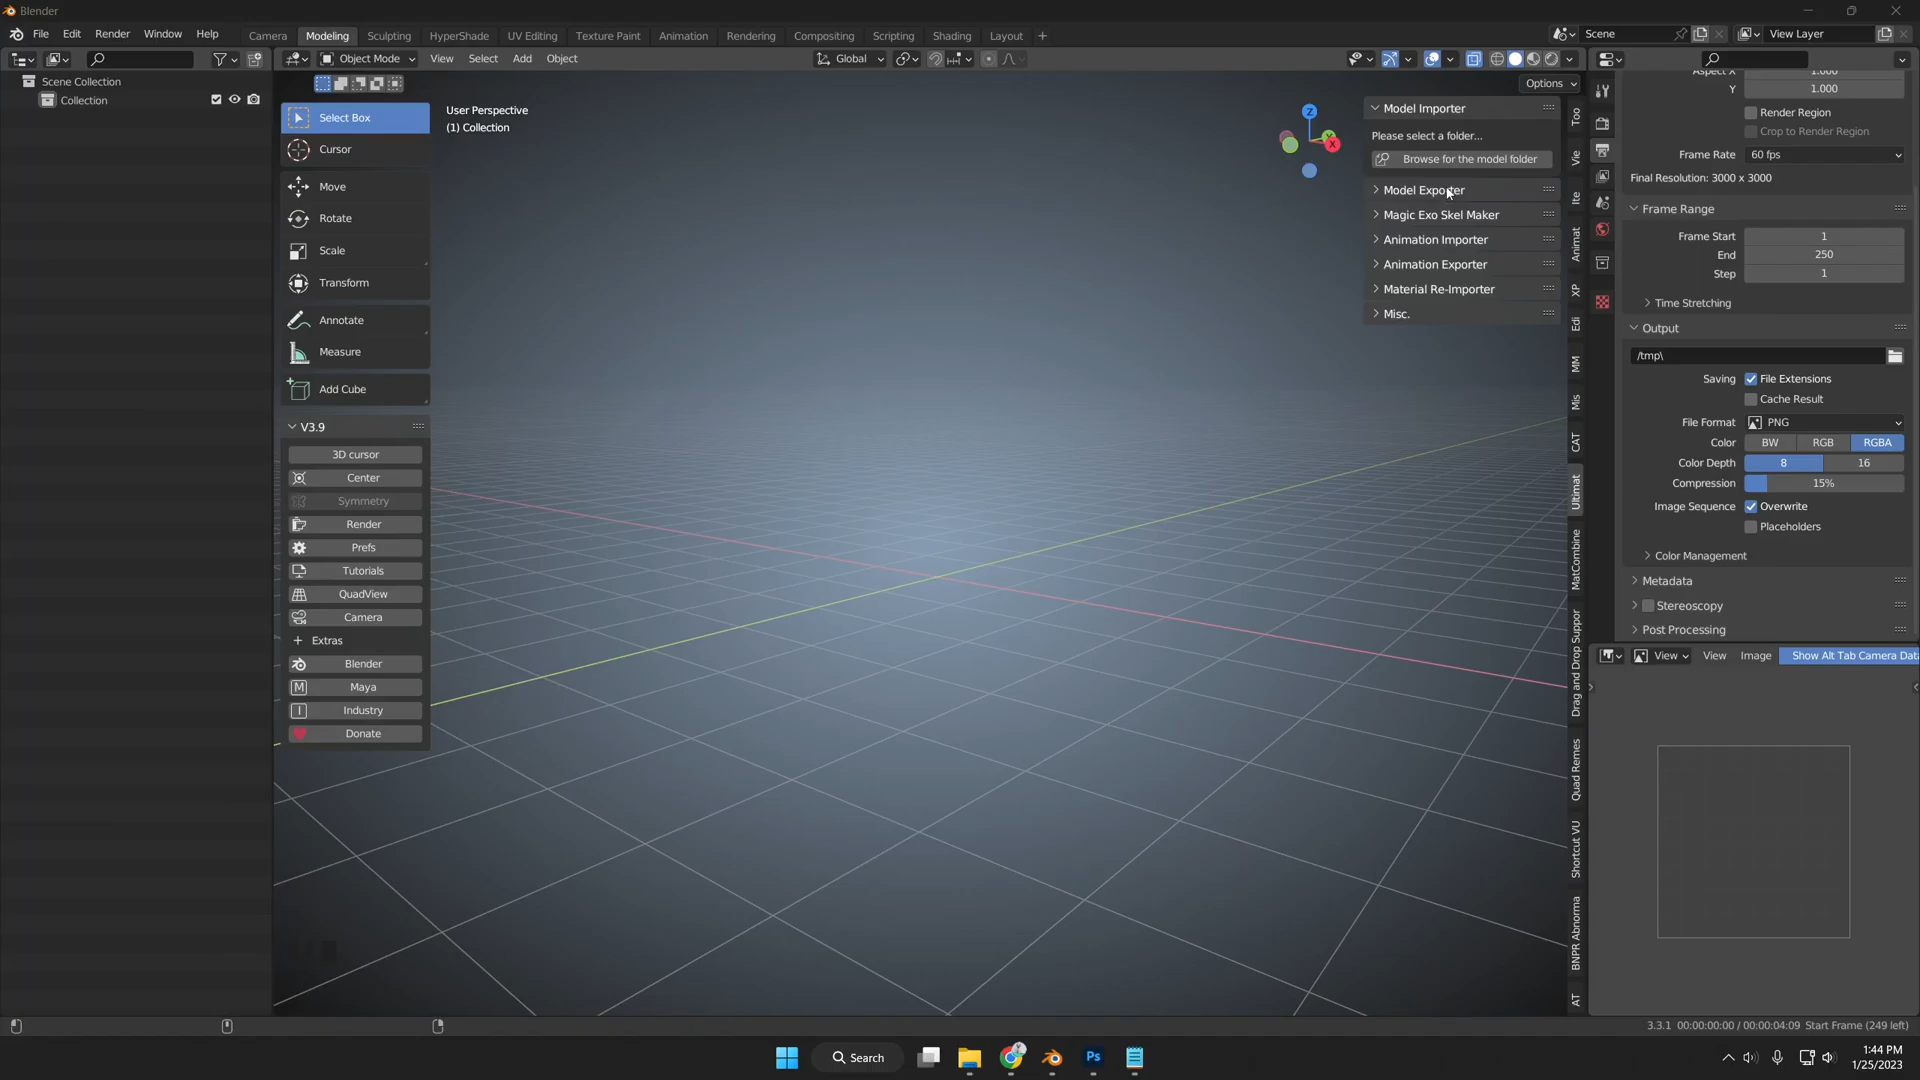 Blender
File Edit Render Window Help
Camera Modeling Sculpting HyperShade UV Editing Texture Paint Animation Rendering Compositing Scripting Shading Layout
Scene
View Layer
Object Mode View Select Add Object
Global
Options
Scene Collection
Collection
Select Box
Cursor
Move
Rotate
Scale
Transform
Annotate
Measure
Add Cube
V3.9
3D cursor
Center
Symmetry
Render
Prefs
Tutorials
QuadView
Camera
Extras
Blender
M Maya
I Industry
Donate
User Perspective
(1) Collection
Z
Y
X
Model Importer
Please select a folder...
Browse for the model folder
Model Exporter
Magic Exo Skel Maker
Animation Importer
Animation Exporter
Material Re-Importer
Misc.
Too
Vie
Ite
Animat
XP
Edi
MM
Mis
CAT
Ultimat
MatCombine
Drag and Drop Suppor
Quad Remes
Shortcut VU
BNPR Abnorma
AT
Aspect X 1.000
Y 1.000
Render Region
Crop to Render Region
Frame Rate 60 fps
Final Resolution: 3000 x 3000
Frame Range
Frame Start 1
End 250
Step 1
Time Stretching
Output
/tmp\
Saving File Extensions
Cache Result
File Format PNG
Color BW RGB RGBA
Color Depth 8 16
Compression 15%
Image Sequence Overwrite
Placeholders
Color Management
Metadata
Stereoscopy
Post Processing
View View Image Show Alt Tab Camera Data
3.3.1 00:00:00:00 / 00:00:04:09 Start Frame (249 left)
Search
Ps
1:44 PM
1/25/2023